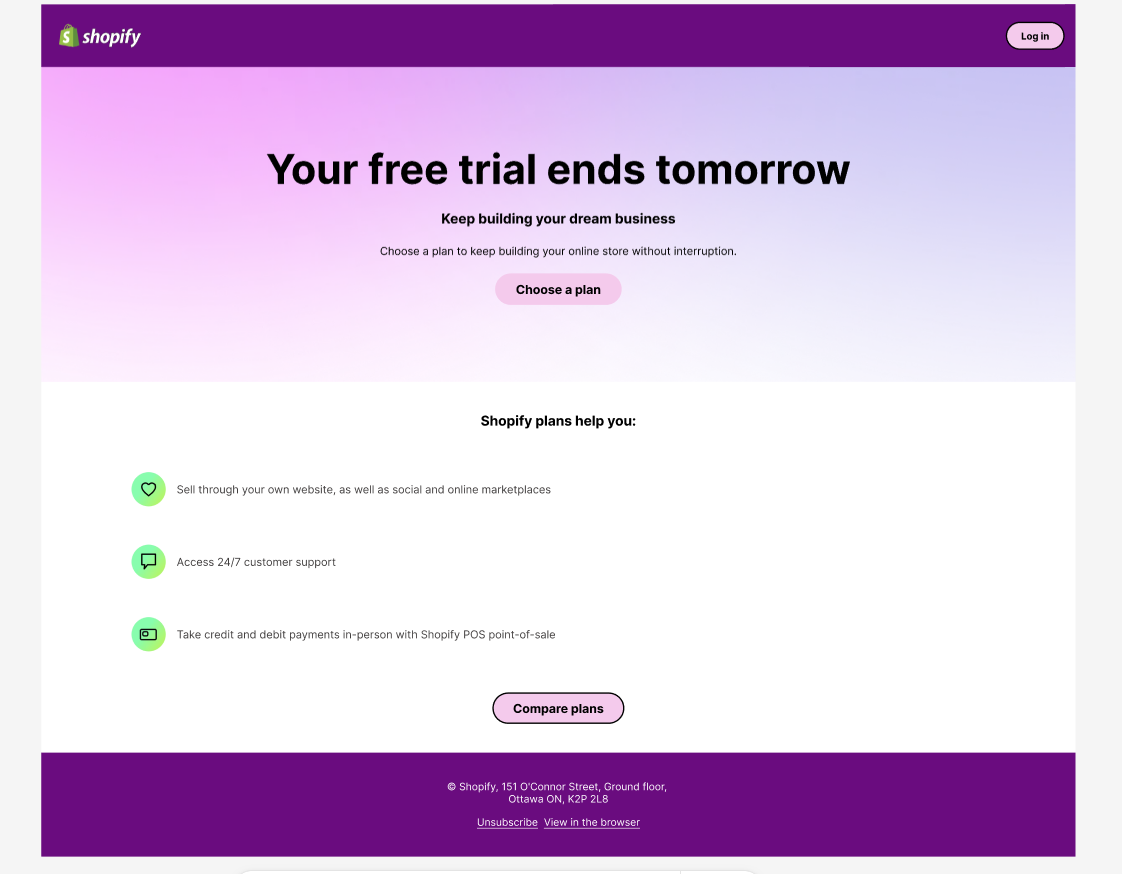 shopify
Log in
Your free trial ends tomorrow
Keep building your dream business
Choose a plan to keep building your online store without interruption.
Choose a plan
Shopify plans help you:
Sell through your own website, as well as social and online marketplaces
Access 24/7 customer support
Take credit and debit payments in-person with Shopify POS point-of-sale
Compare plans
© Shopify, 151 O'Connor Street, Ground floor,
Ottawa ON, K2P 2L8
Unsubscribe View in the browser